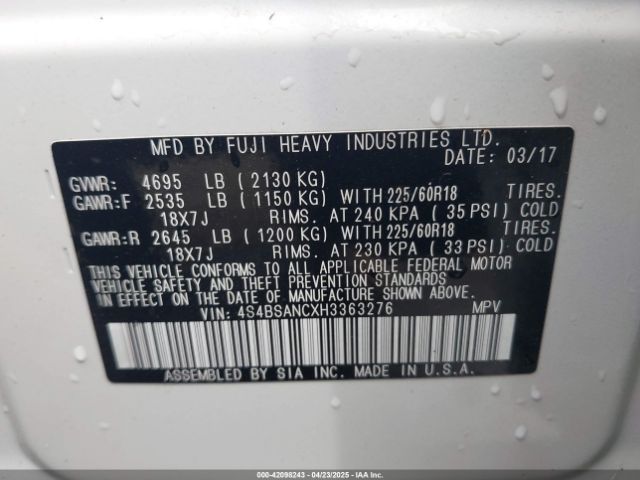 MFD BY FUJI HEAVY INDUSTRIES LTD.
DATE: 03/17
GVWR: 4695 LB (2130 KG)
GAWR:F 2535 LB (1150 KG) WITH 225/60R18 TIRES.
18X7J RIMS. AT 240 KPA (35 PSI) COLD
GAWR:R 2645 LB (1200 KG) WITH 225/60R18 TIRES.
18X7J RIMS. AT 230 KPA (33 PSI) COLD
THIS VEHICLE CONFORMS TO ALL APPLICABLE FEDERAL MOTOR
VEHICLE SAFETY AND THEFT PREVENTION STANDARDS
IN EFFECT ON THE DATE OF MANUFACTURE SHOWN ABOVE.
VIN: 4S4BSANCXH3363276 MPV
ASSEMBLED BY SIA INC. MADE IN U.S.A.
000-42098243 - 04/23/2025 - IAA Inc.